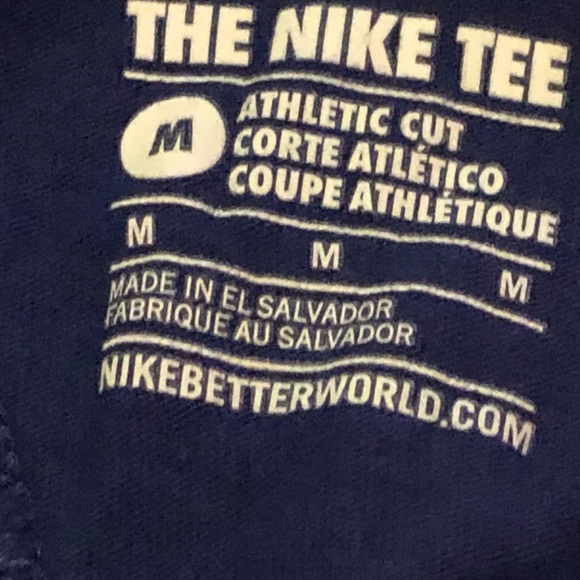 THE NIKE TEE
M
ATHLETIC CUT
CORTE ATLÉTICO
COUPE ATHLÉTIQUE
M M M
MADE IN EL SALVADOR
FABRIQUE AU SALVADOR
NIKEBETTERWORLD.COM